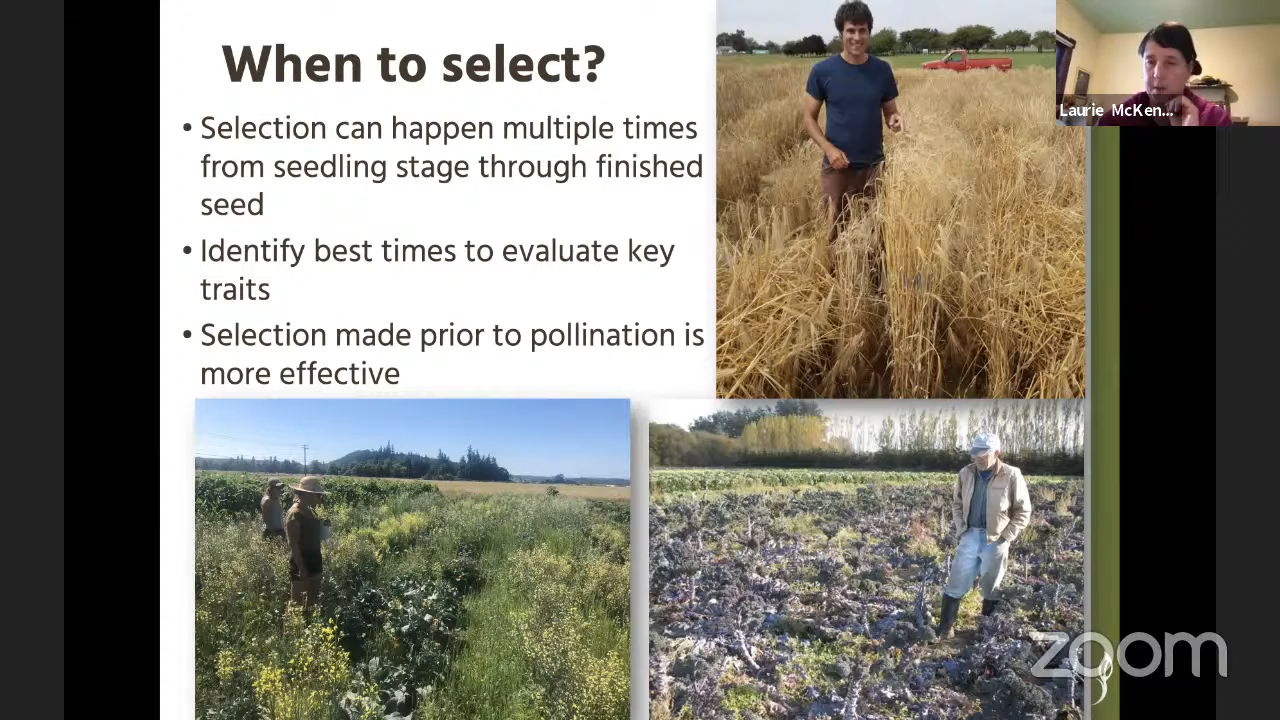 When to select?
• Selection can happen multiple times
from seedling stage through finished
seed
• Identify best times to evaluate key
traits
• Selection made prior to pollination is
more effective
Laurie McKen...
zoom